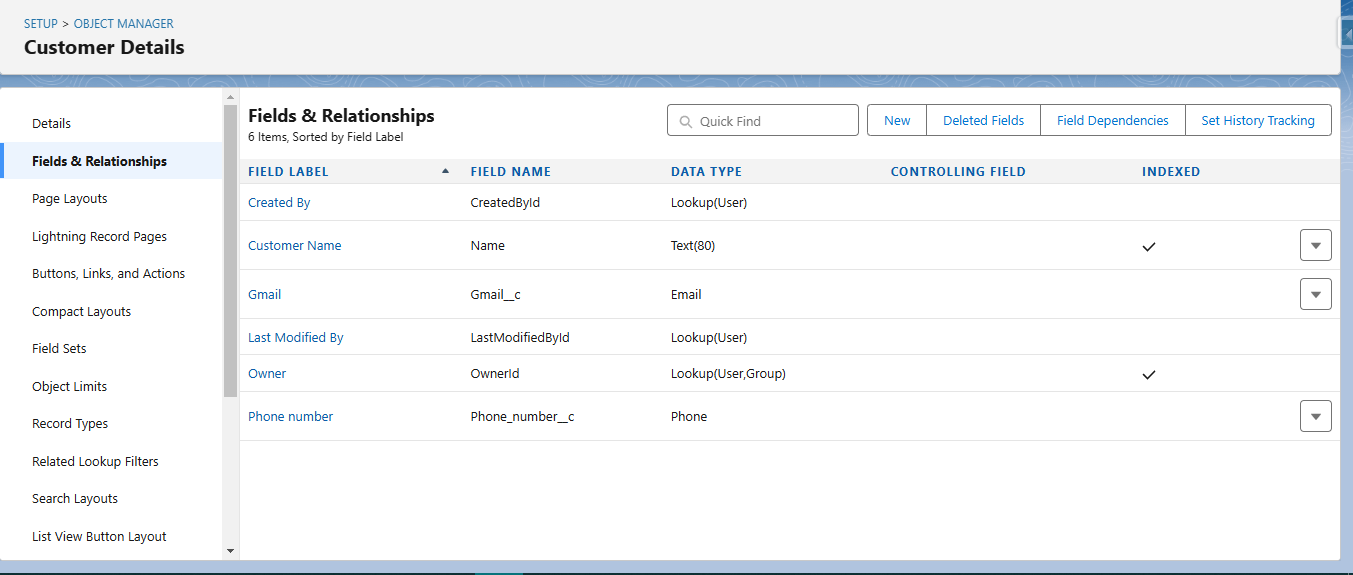 SETUP > OBJECT MANAGER
Customer Details
Details
Fields & Relationships
Page Layouts
Lightning Record Pages
Buttons, Links, and Actions
Compact Layouts
Field Sets
Object Limits
Record Types
Related Lookup Filters
Search Layouts
List View Button Layout
Fields & Relationships
6 Items, Sorted by Field Label
Quick Find
New Deleted Fields Field Dependencies Set History Tracking
FIELD LABEL FIELD NAME DATA TYPE CONTROLLING FIELD INDEXED
Created By CreatedById Lookup(User)
Customer Name Name Text(80)
Gmail Gmail__c Email
Last Modified By LastModifiedById Lookup(User)
Owner OwnerId Lookup(User,Group)
Phone number Phone_number__c Phone